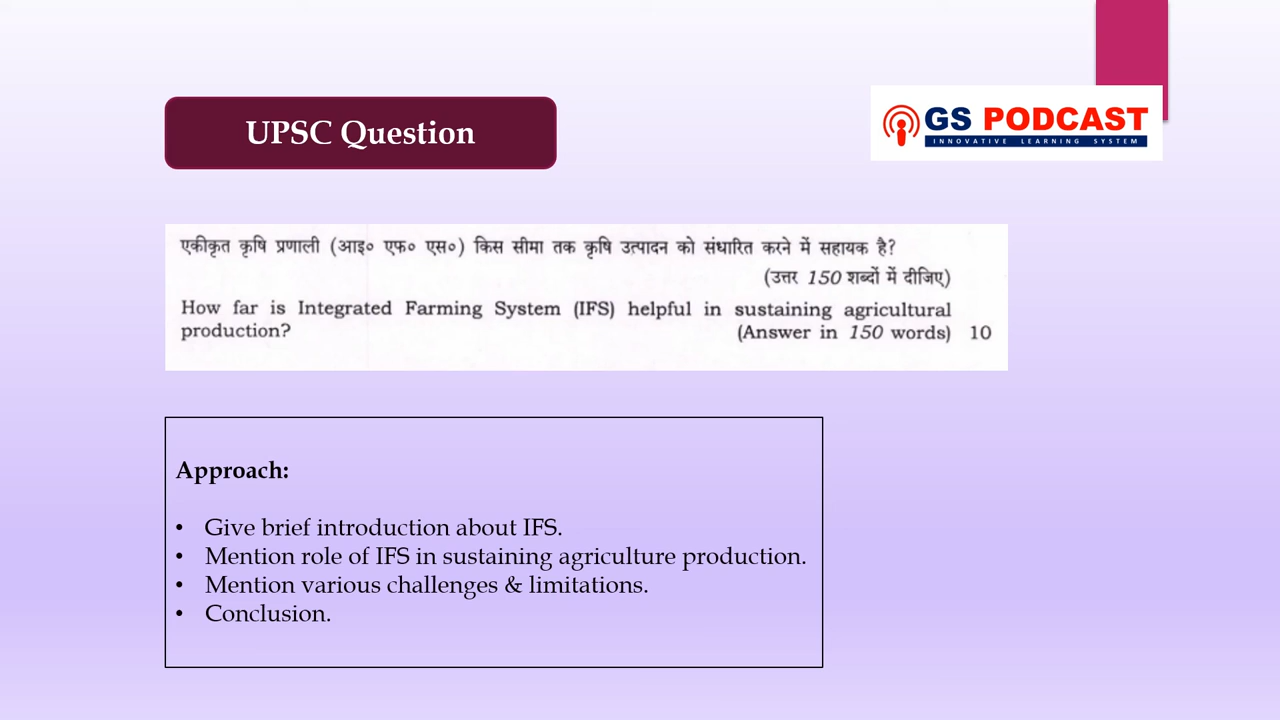 UPSC Question
GS PODCAST
INNOVATIVE LEARNING SYSTEM
एकीकृत कृषि प्रणाली (आइ० एफ० एस०) किस सीमा तक कृषि उत्पादन को संधारित करने में सहायक है?
(उत्तर 150 शब्दों में दीजिए)
How far is Integrated Farming System (IFS) helpful in sustaining agricultural
production? (Answer in 150 words) 10
Approach:
• Give brief introduction about IFS.
• Mention role of IFS in sustaining agriculture production.
• Mention various challenges & limitations.
• Conclusion.